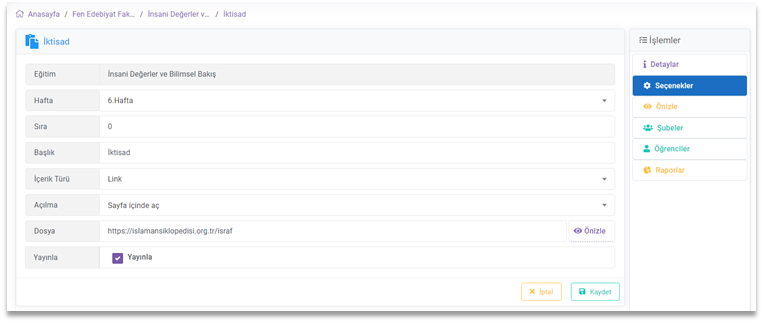 Anasayfa / Fen Edebiyat Fak... / İnsani Değerler v... / İktisad
İktisad
Eğitim İnsani Değerler ve Bilimsel Bakış
Hafta 6.Hafta
Sıra 0
Başlık İktisad
İçerik Türü Link
Açılma Sayfa içinde aç
Dosya https://islamansiklopedisi.org.tr/israf Önizle
Yayınla Yayınla
İptal Kaydet
İşlemler
Detaylar
Seçenekler
Önizle
Şubeler
Öğrenciler
Raporlar